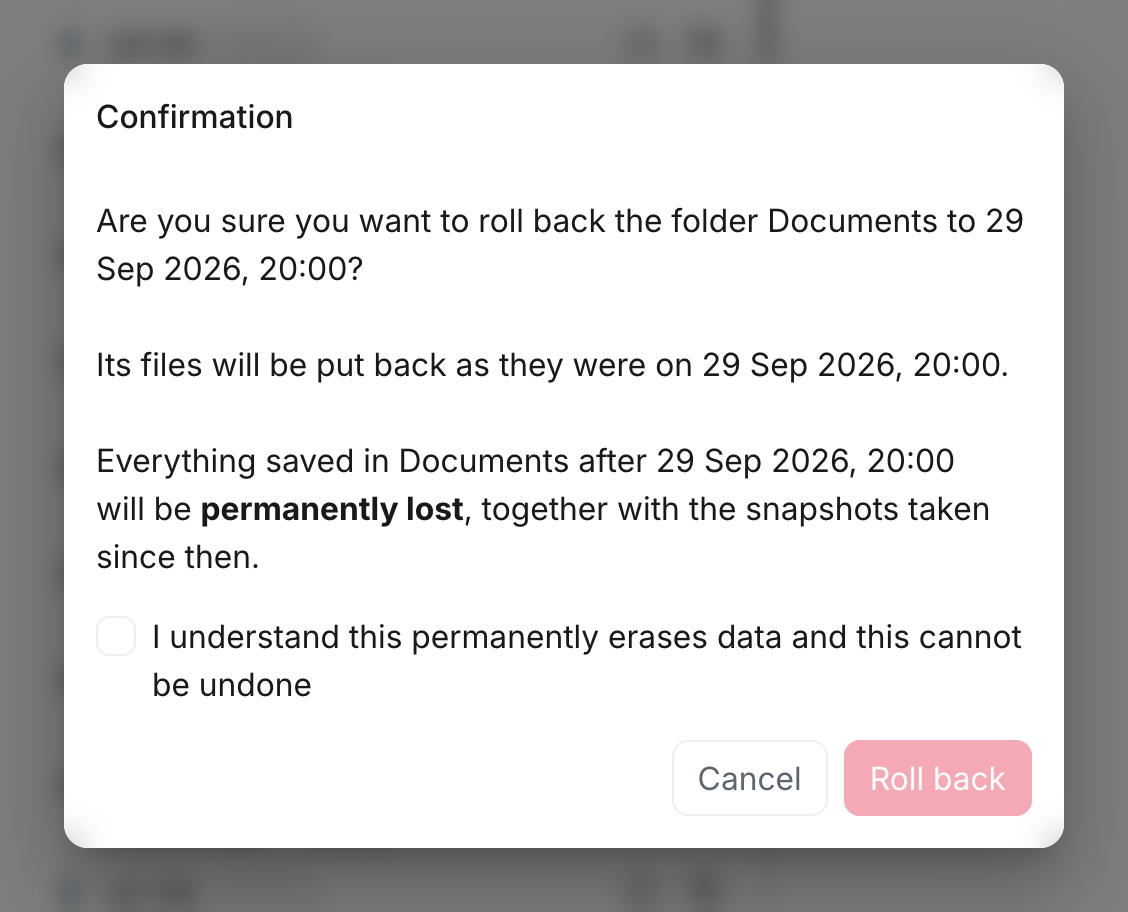 Confirmation
Are you sure you want to roll back the folder Documents to 29
Sep 2026, 20:00?
Its files will be put back as they were on 29 Sep 2026, 20:00.
Everything saved in Documents after 29 Sep 2026, 20:00
will be permanently lost, together with the snapshots taken
since then.
I understand this permanently erases data and this cannot
be undone
Cancel
Roll back